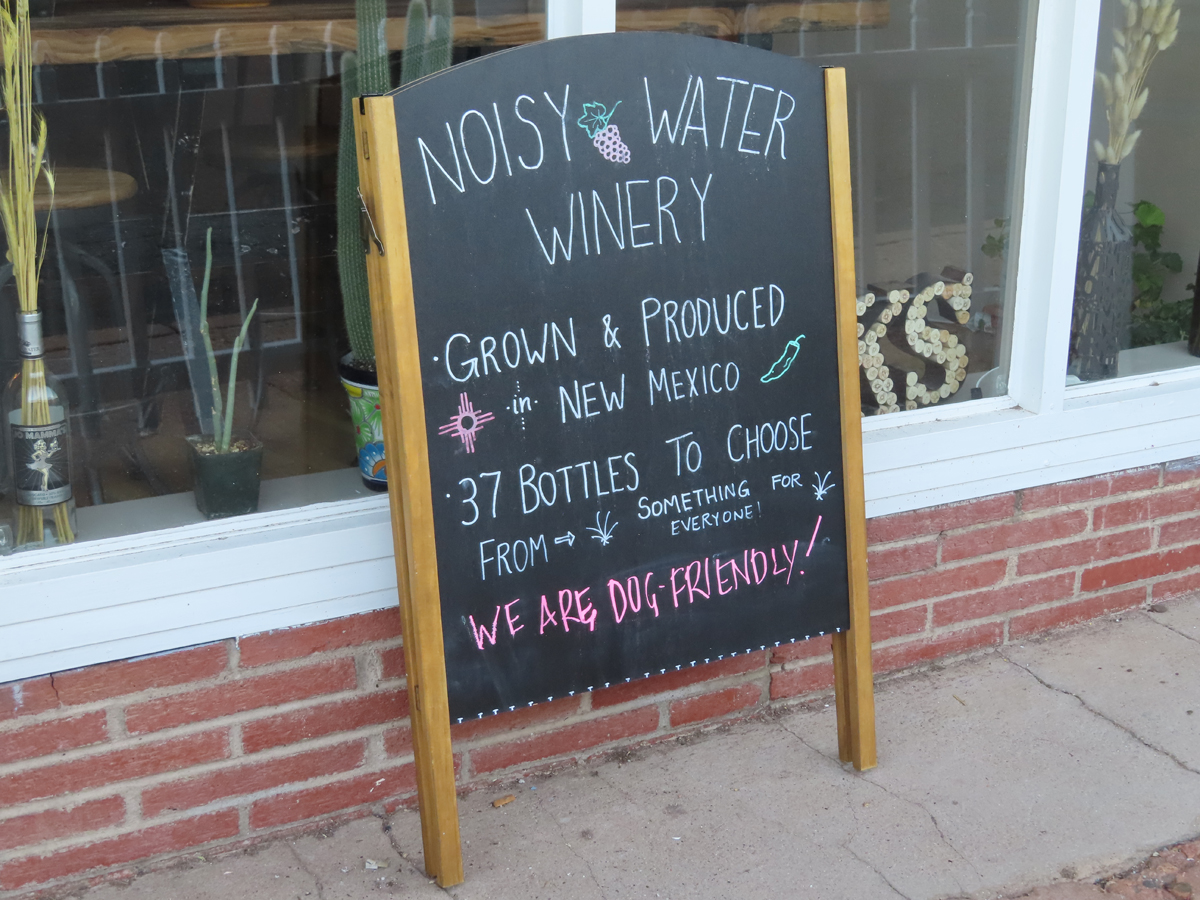 NOISY WATER
WINERY
·GROWN & PRODUCED
·in· NEW MEXICO
·37 BOTTLES TO CHOOSE
FROM⇨ SOMETHING FOR
EVERYONE!
WE ARE DOG-FRIENDLY!
KS